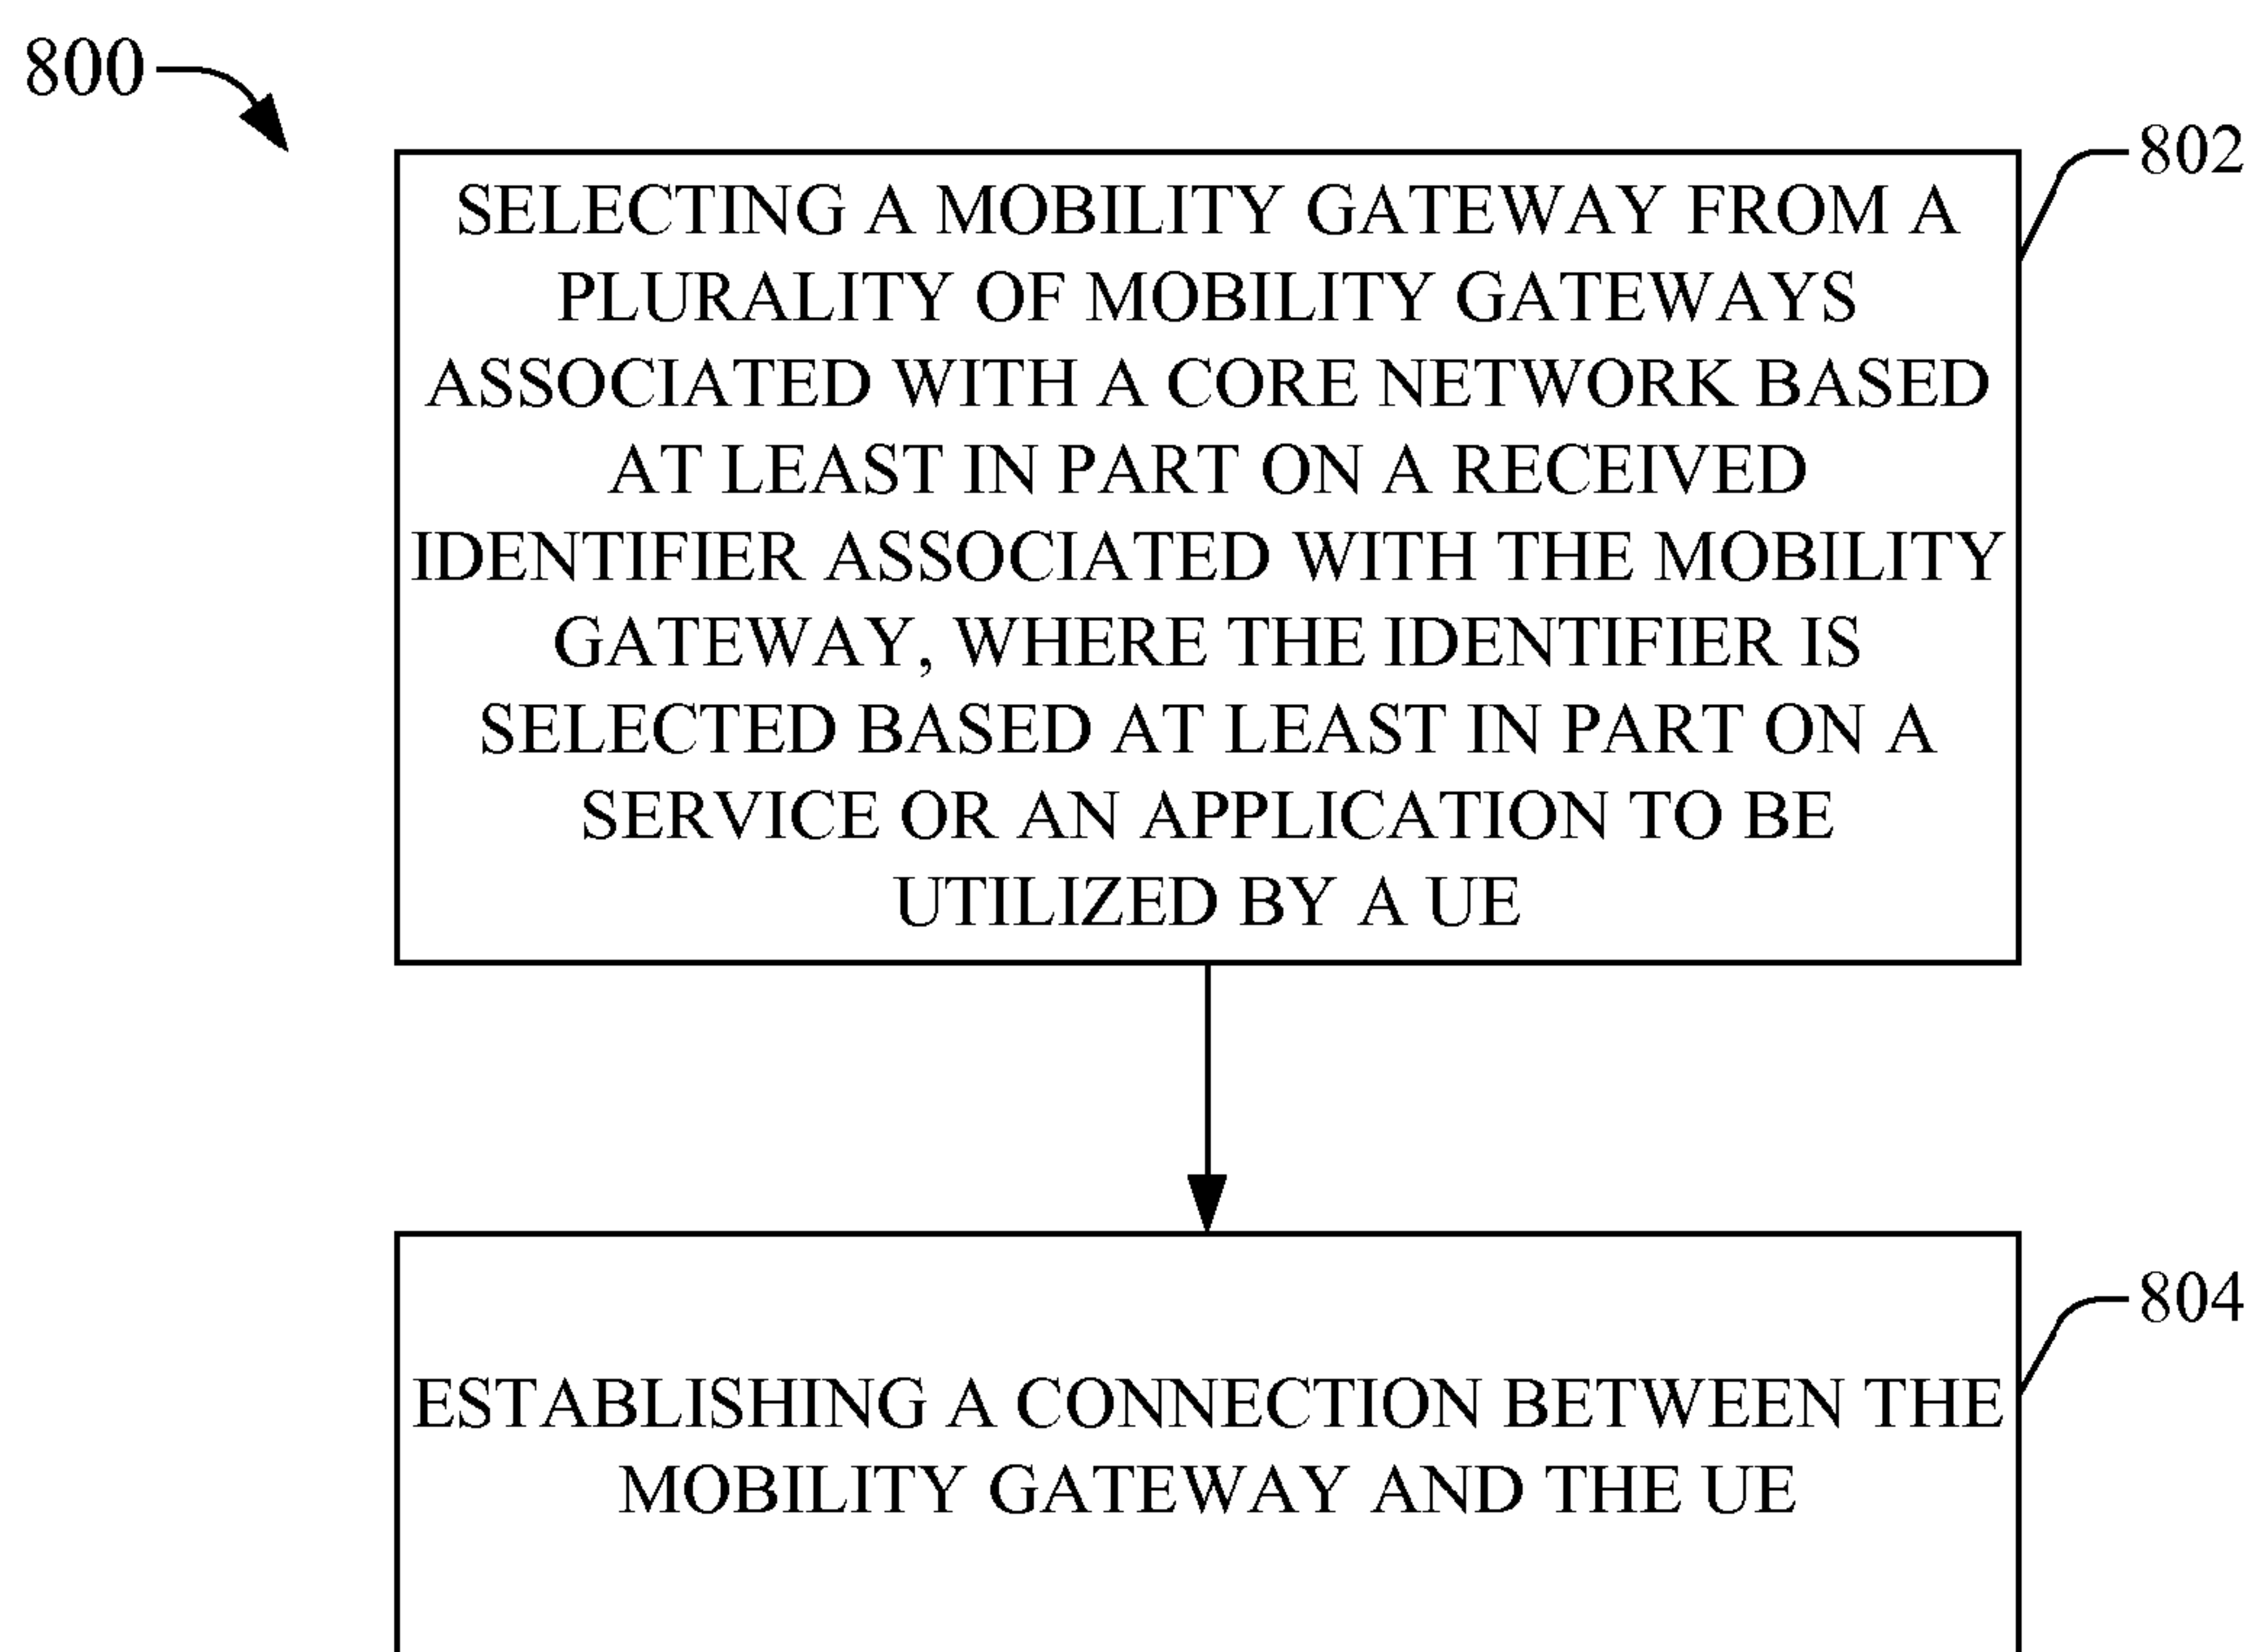 800
802
SELECTING A MOBILITY GATEWAY FROM A
PLURALITY OF MOBILITY GATEWAYS
ASSOCIATED WITH A CORE NETWORK BASED
AT LEAST IN PART ON A RECEIVED
IDENTIFIER ASSOCIATED WITH THE MOBILITY
GATEWAY, WHERE THE IDENTIFIER IS
SELECTED BASED AT LEAST IN PART ON A
SERVICE OR AN APPLICATION TO BE
UTILIZED BY A UE
804
ESTABLISHING A CONNECTION BETWEEN THE
MOBILITY GATEWAY AND THE UE